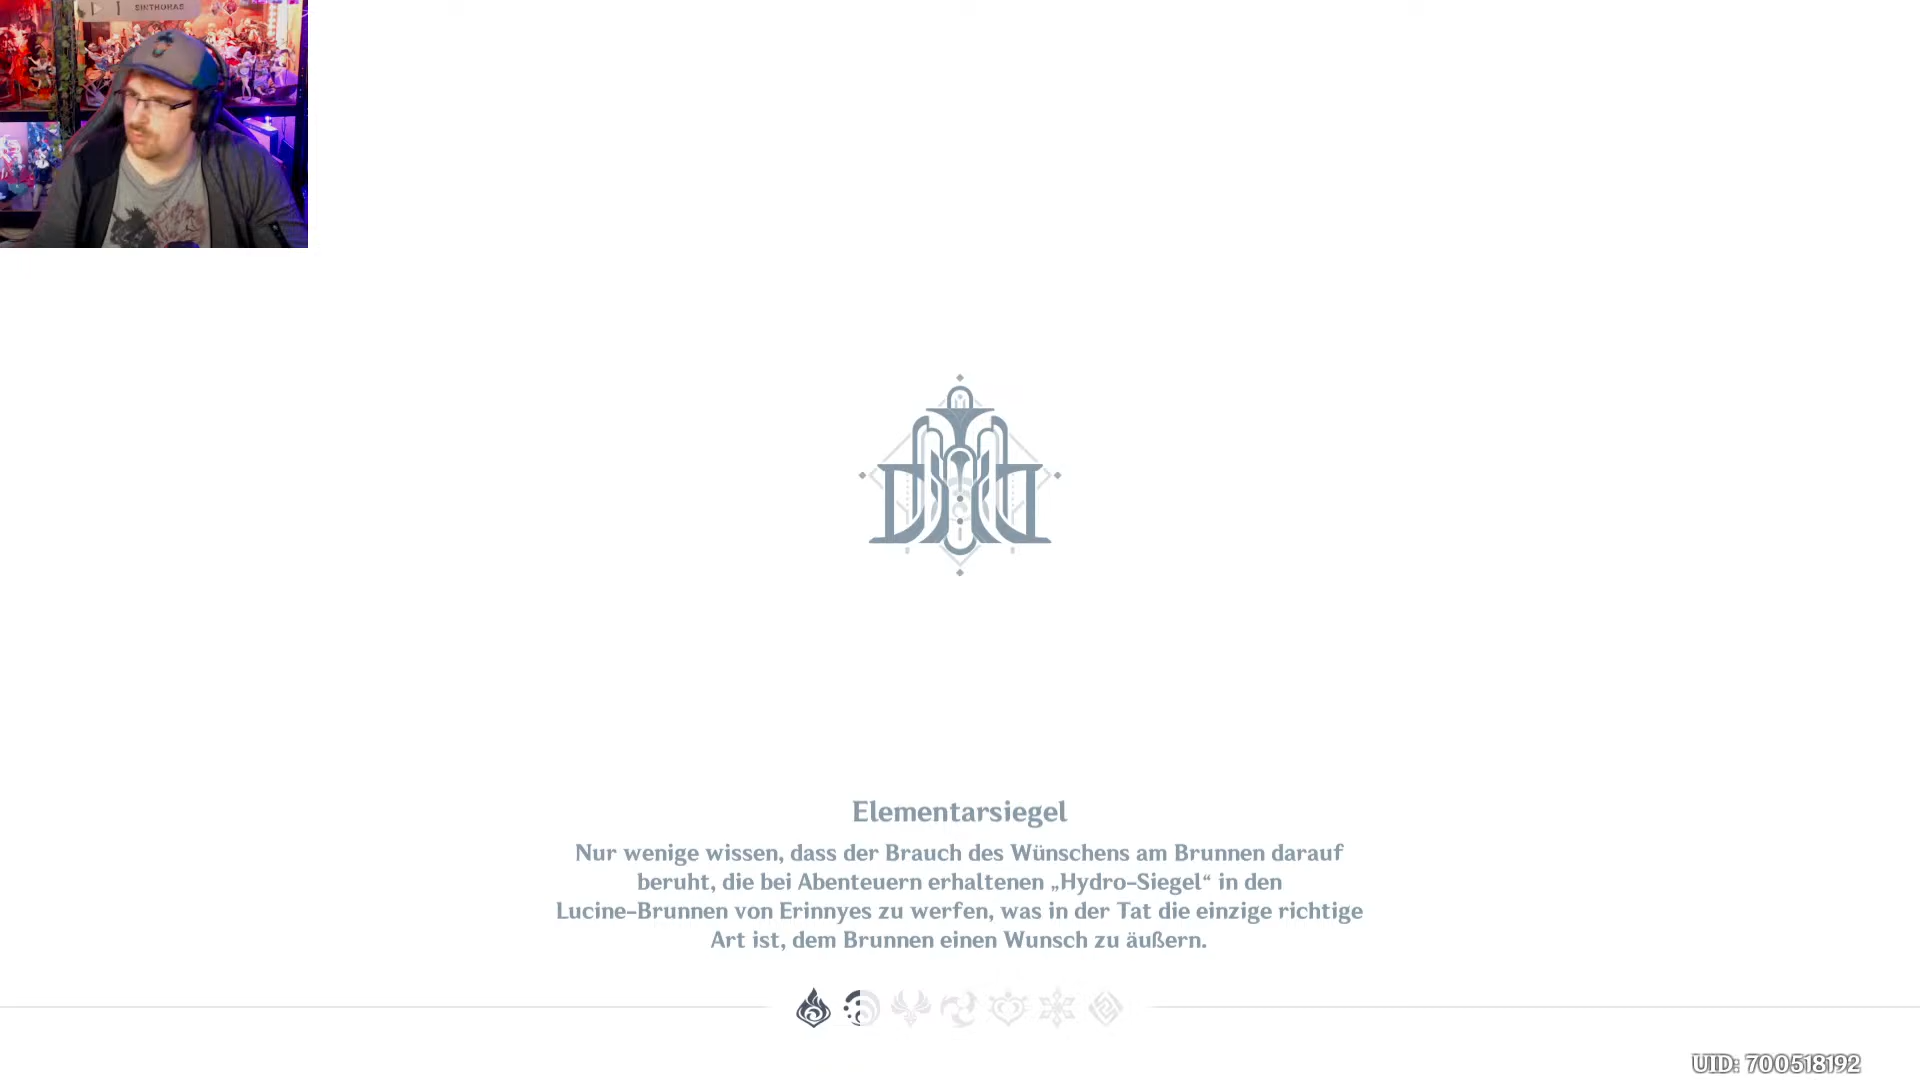 SINTHORAS
Elementarsiegel
Nur wenige wissen, dass der Brauch des Wünschens am Brunnen darauf
beruht, die bei Abenteuern erhaltenen „Hydro-Siegel“ in den
Lucine-Brunnen von Erinnyes zu werfen, was in der Tat die einzige richtige
Art ist, dem Brunnen einen Wunsch zu äußern.
UID: 700518192